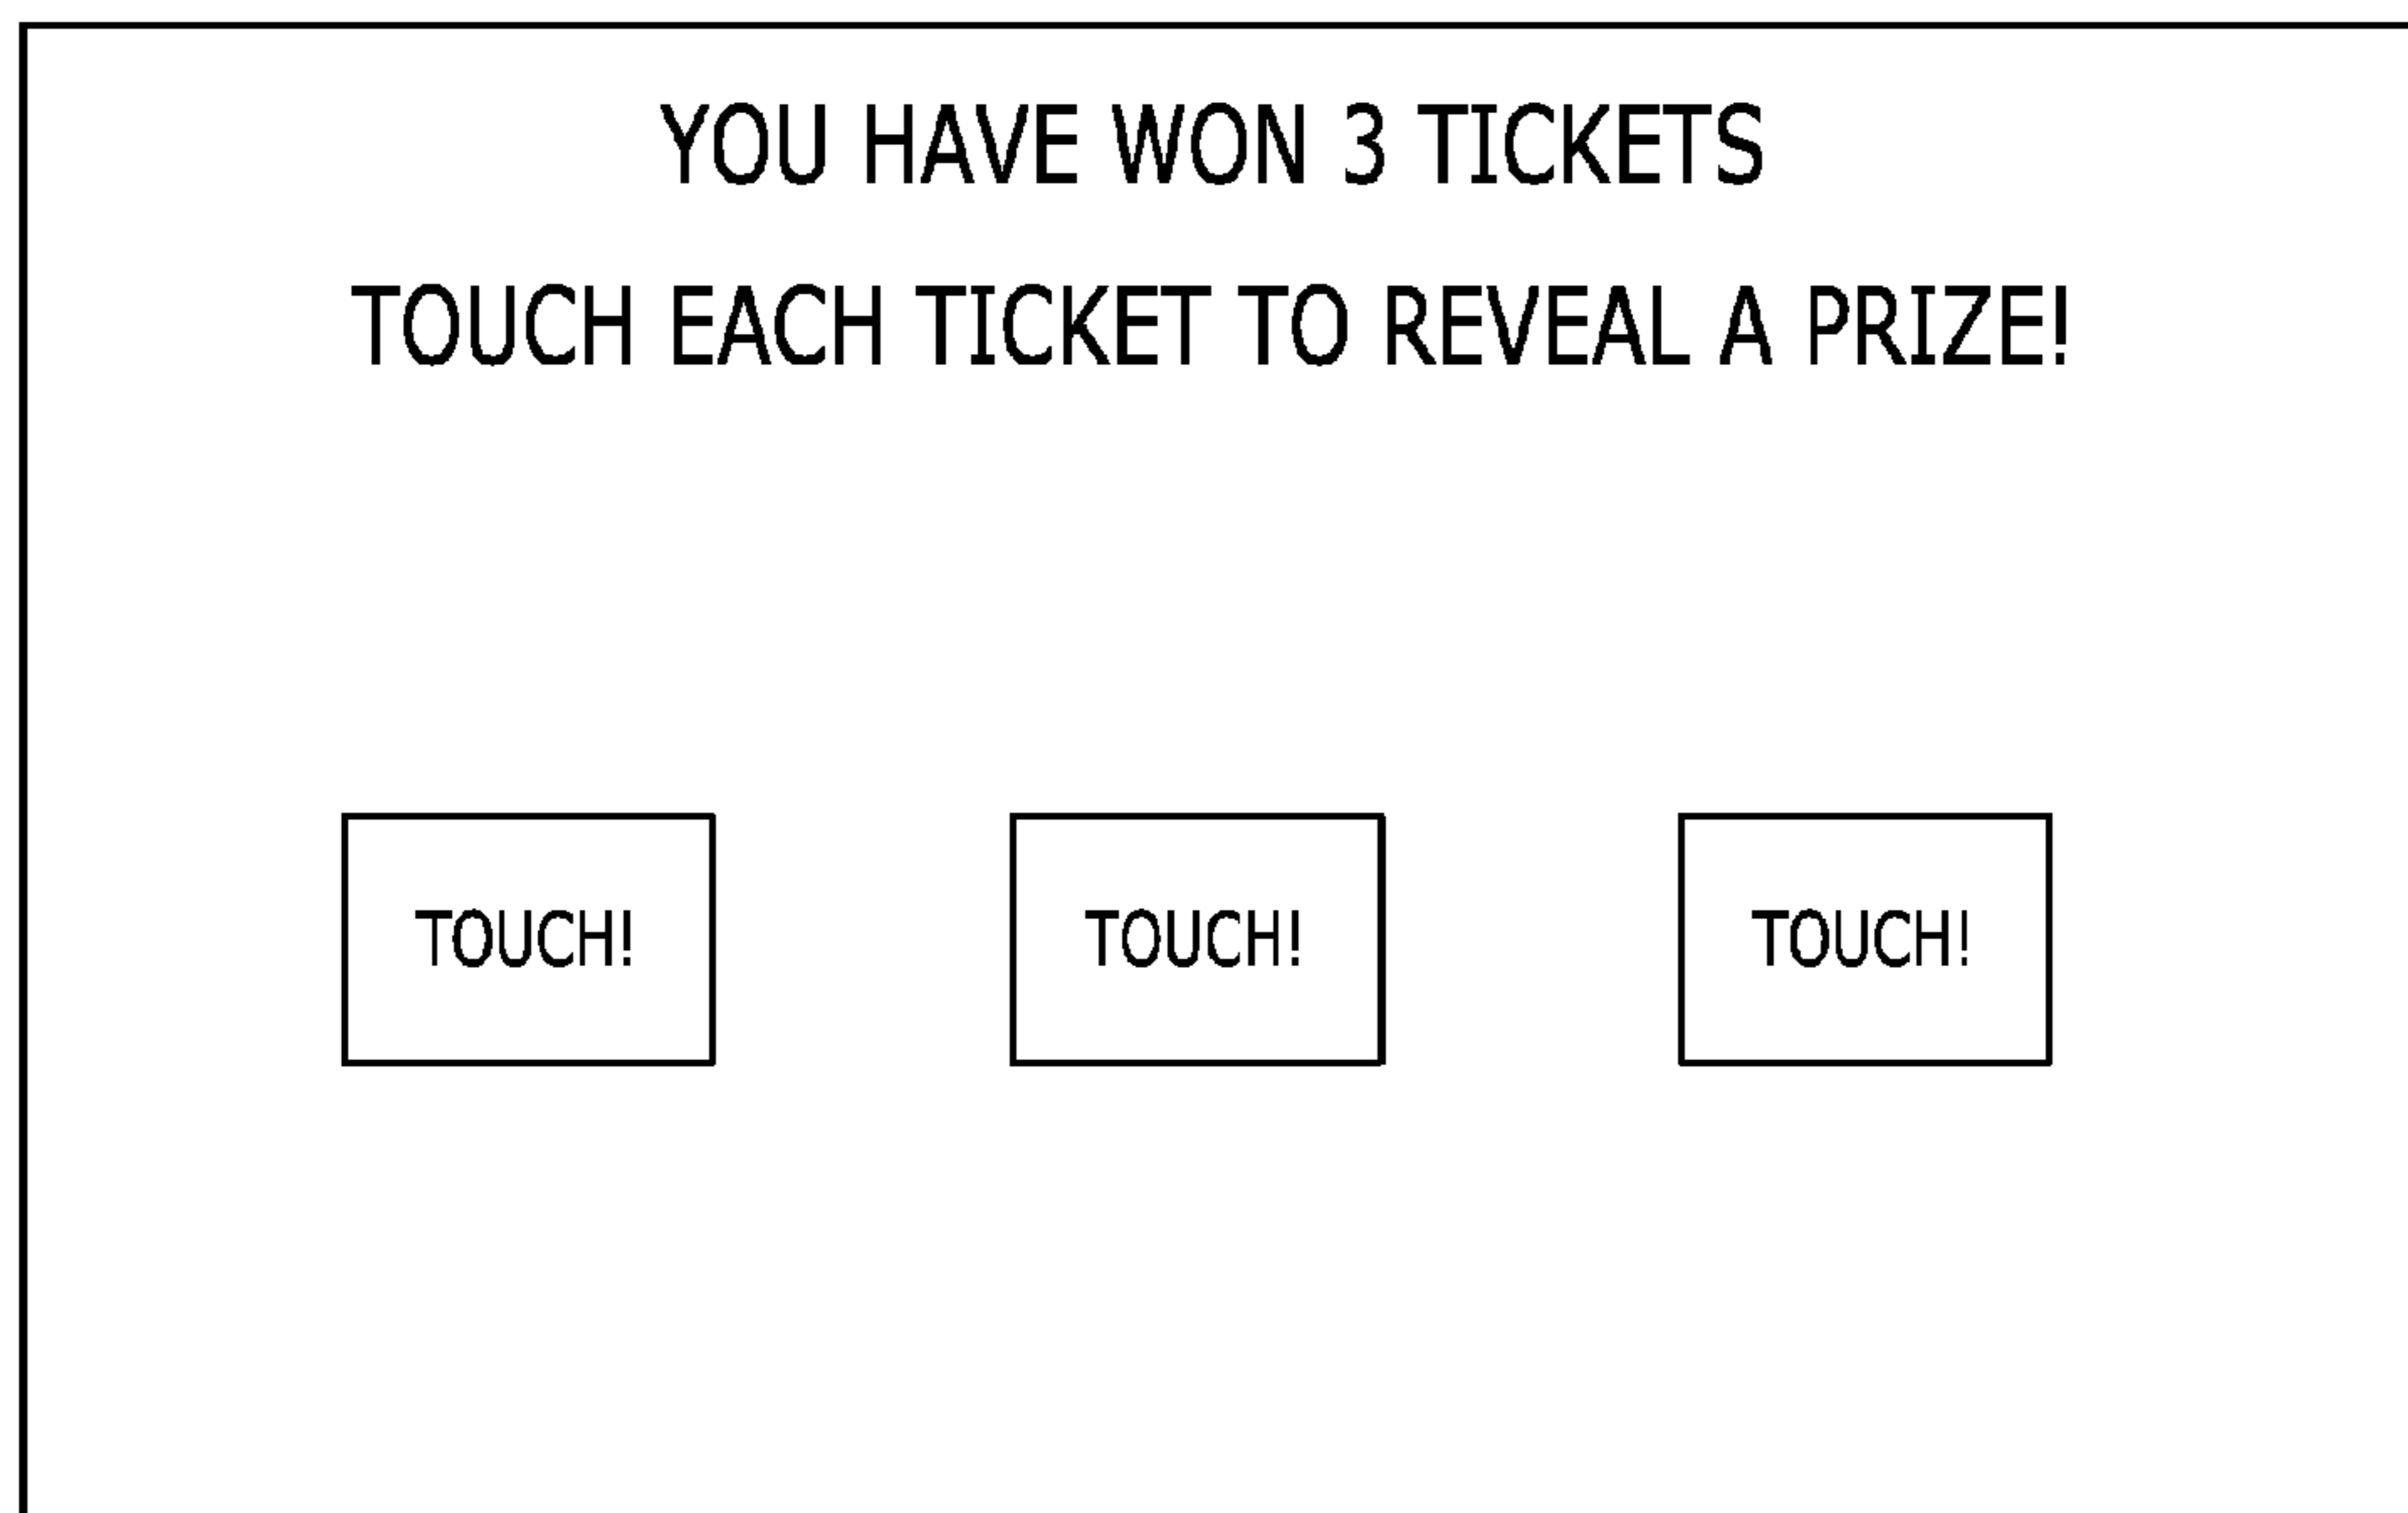 YOU HAVE WON 3 TICKETS
TOUCH EACH TICKET TO REVEAL A PRIZE!
TOUCH! TOUCH! TOUCH!